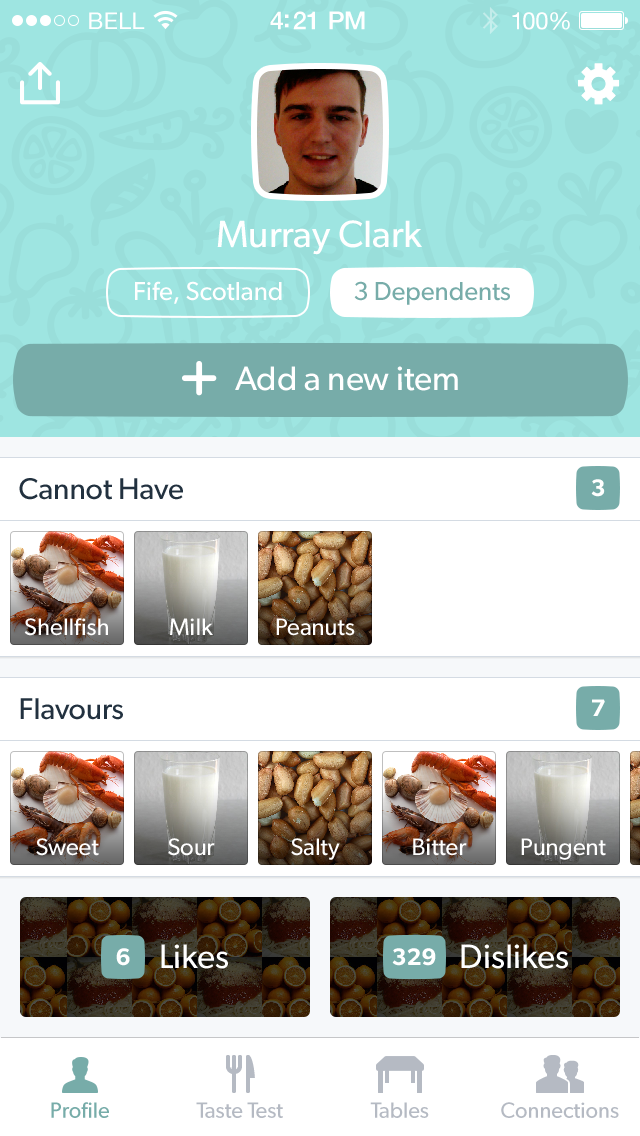 BELL 4:21 PM 100%
Murray Clark
Fife, Scotland 3 Dependents
Add a new item
Cannot Have 3
Shellfish Milk Peanuts
Flavours 7
Sweet Sour Salty Bitter Pungent
6 Likes 329 Dislikes
Profile Taste Test Tables Connections